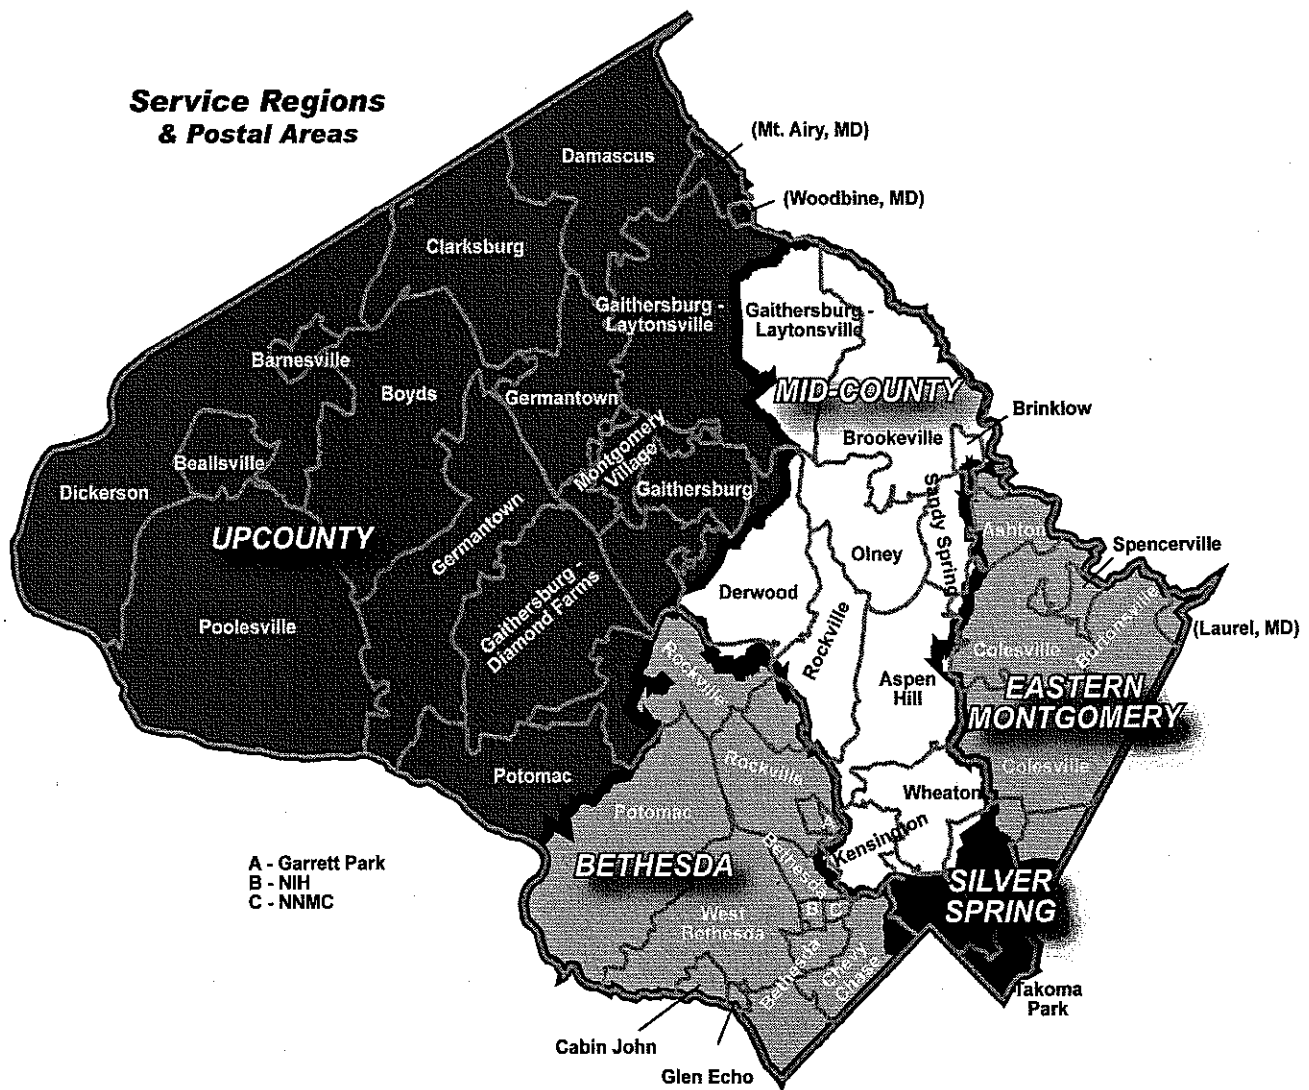 Service Regions
& Postal Areas
(Mt. Airy, MD)
Damascus
(Woodbine, MD)
Clarksburg
Gaithersburg -
Laytonsville
Gaithersburg -
Laytonsville
Barnesville
Boyds
Germantown
MID-COUNTY
Brinklow
Brookeville
Montgomery
Village
Beallsville
Dickerson
Gaithersburg
Sandy Spring
UPCOUNTY
Germantown
Ashton
Olney
Spencerville
Gaithersburg -
Diamond Farms
Derwood
Burtonsville
Poolesville
Rockville
(Laurel, MD)
Colesville
Rockville
Aspen
Hill
EASTERN
MONTGOMERY
Potomac
Rockville
Colesville
Wheaton
Potomac
A
Kensington
Bethesda
BETHESDA
A - Garrett Park
B - NIH
C - NNMC
SILVER
SPRING
B
C
West
Bethesda
Bethesda
Chevy
Chase
Takoma
Park
Cabin John
Glen Echo